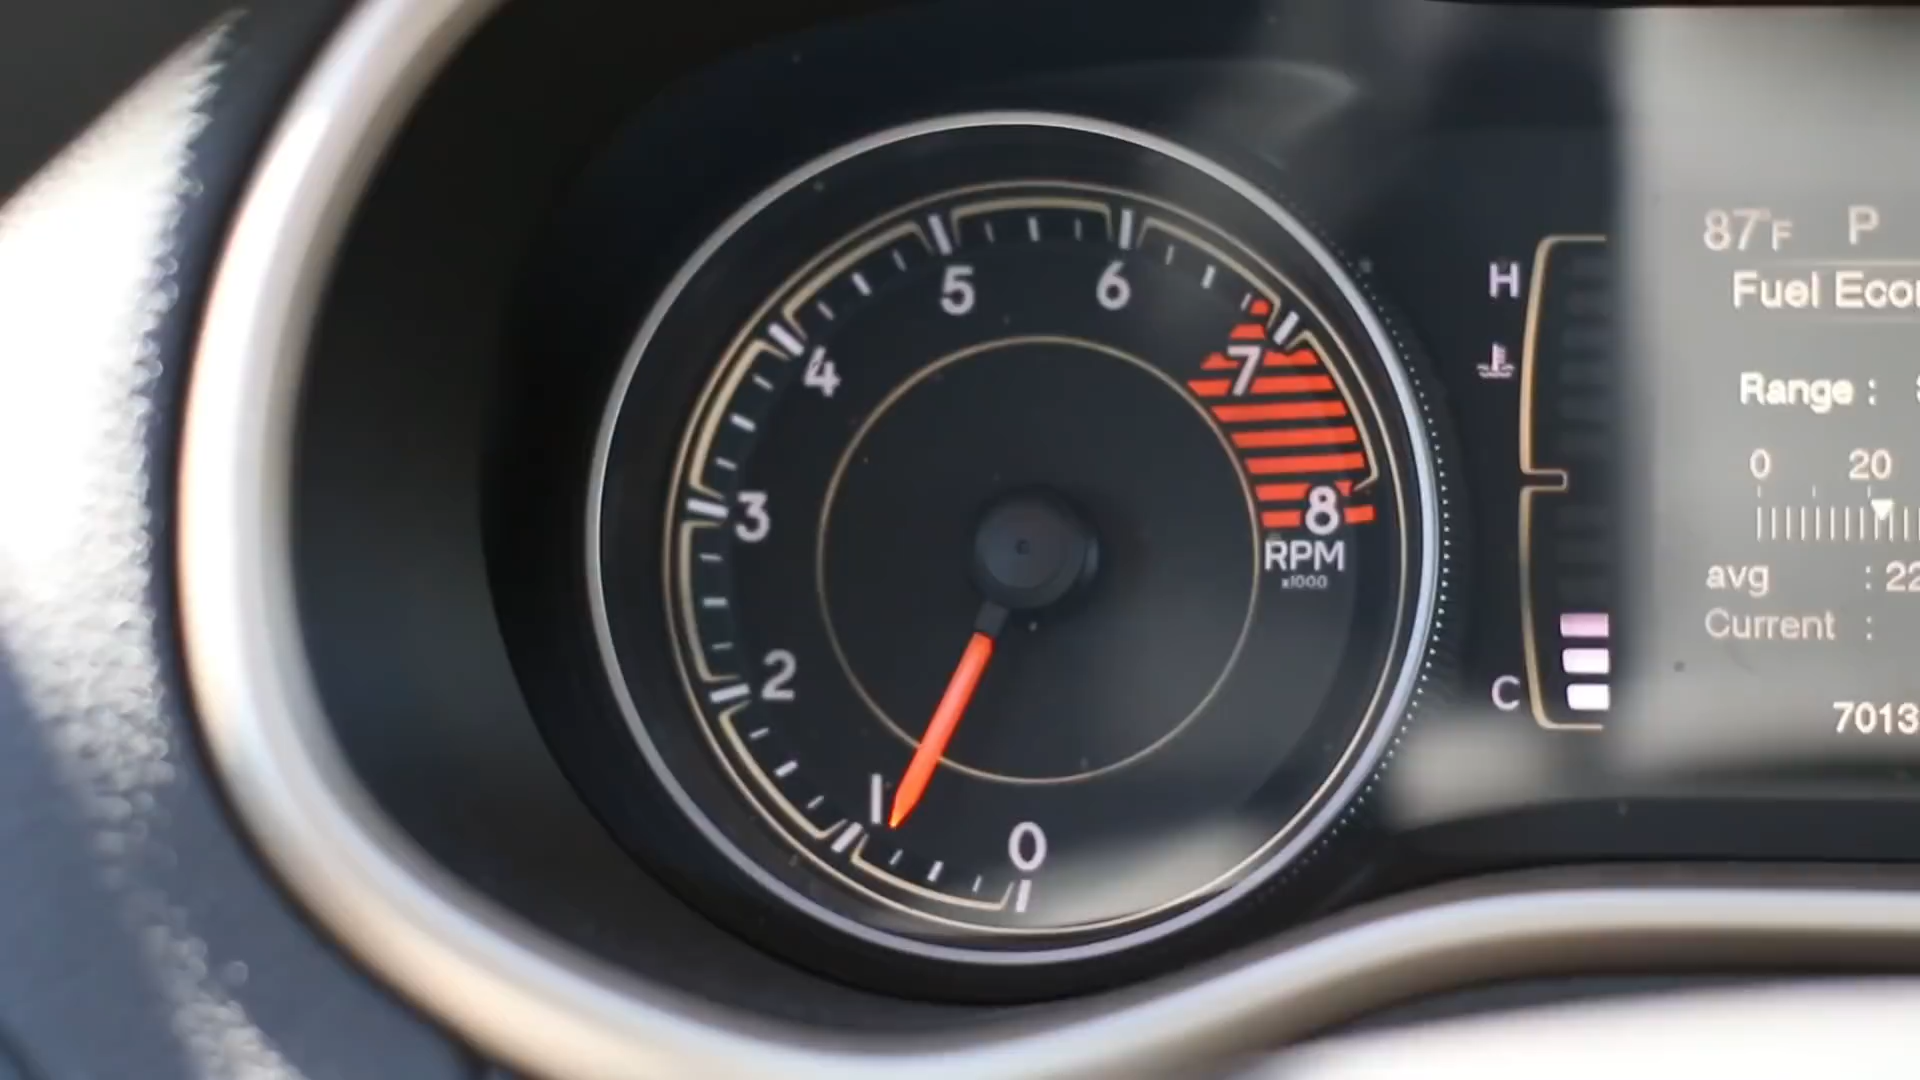 5
6
4
7
3
8
RPM
x1000
2
1
0
H
C
87°F P
Fuel Eco
Range :
0 20
avg : 22
Current :
7013